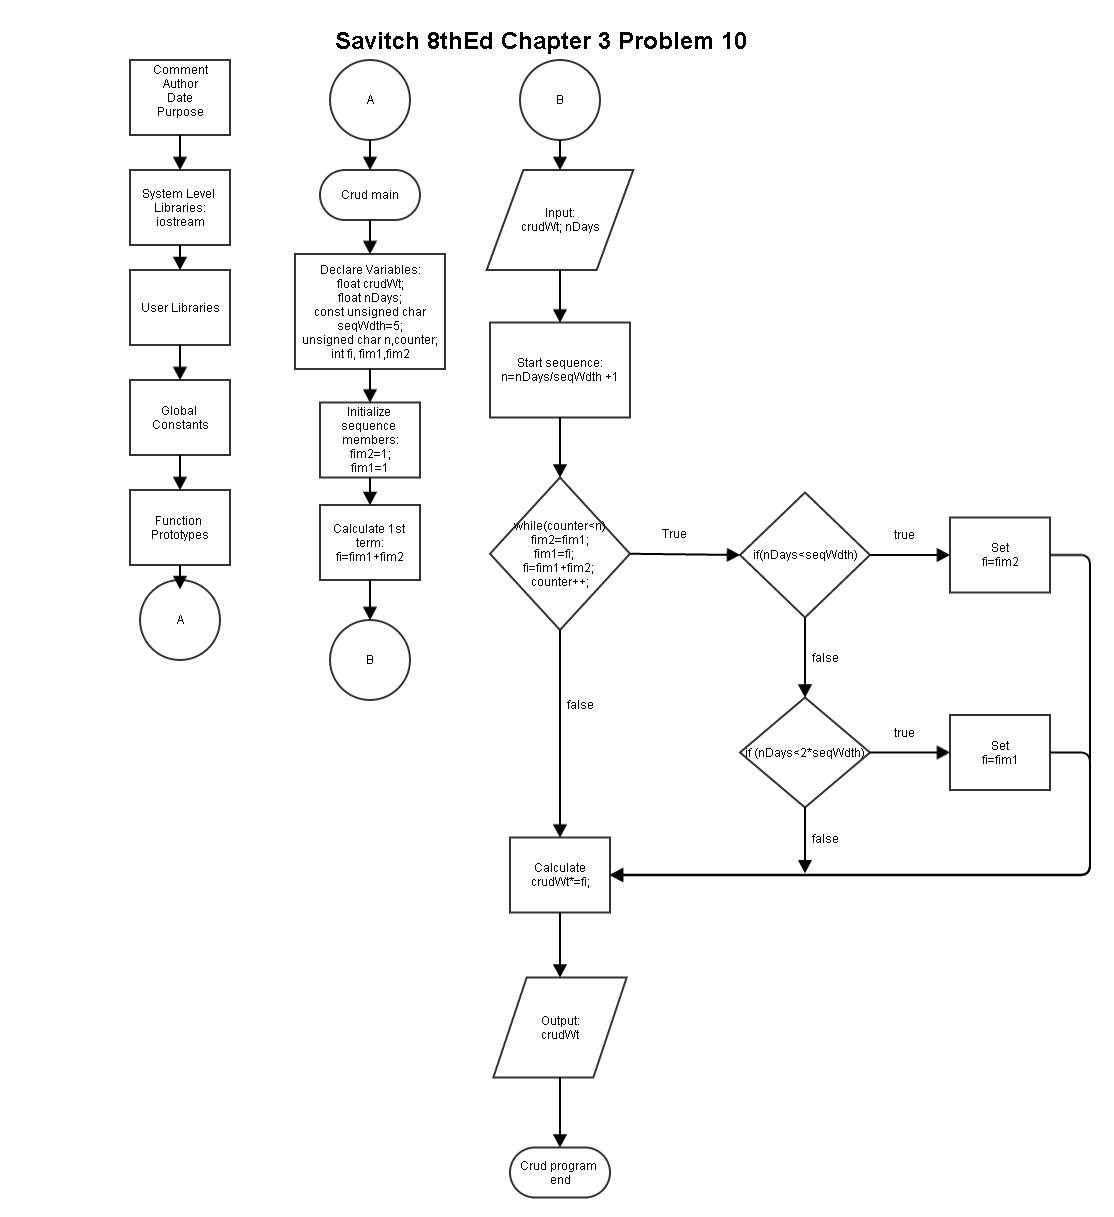 Savitch 8thEd Chapter 3 Problem 10
Comment
Author
Date
Purpose
System Level
Libraries:
iostream
User Libraries
Global
Constants
Function
Prototypes
A
A
Crud main
Declare Variables:
float crudWt;
float nDays;
const unsigned char
seqWdth=5;
unsigned char n,counter;
int fi, fim1,fim2
Initialize
sequence
members:
fim2=1;
fim1=1
Calculate 1st
term:
fi=fim1+fim2
B
B
Input:
crudWt; nDays
Start sequence:
n=nDays/seqWdth +1
while(counter<n)
fim2=fim1;
fim1=fi;
fi=fim1+fim2;
counter++;
True
if(nDays<seqWdth)
true
Set
fi=fim2
false
if (nDays<2*seqWdth)
true
Set
fi=fim1
false
false
Calculate
crudWt*=fi;
Output:
crudWt
Crud program
end